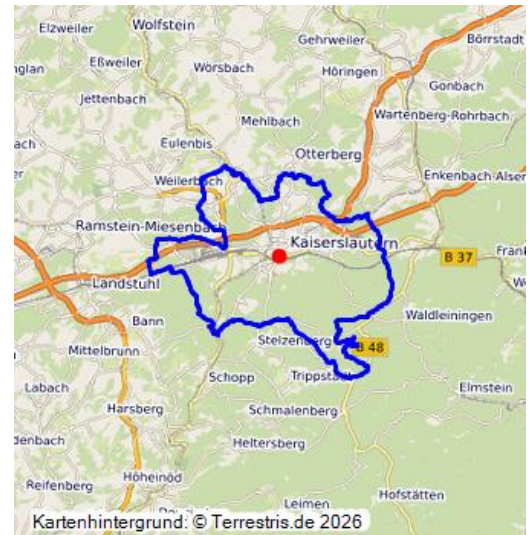 Elzweiler
Wolfstein
Gehrweiler
Börrstadt
nglan
Eßweiler
Wörsbach
Höringen
Gonbach
Jettenbach
Mehlbach
Wartenberg-Rohrbach
ach
Eulenbis
Otterberg
Weilerbach
Enkenbach-Alsen
Ramstein-Miesenbach
Kaiserslautern
B 37
Frank
Landstuhl
Bann
Waldleiningen
Mittelbrunn
Stelzenberg
B 48
Schopp
Trippstadt
Labach
Elmstein
Harsberg
Schmalenberg
denbach
Heltersberg
Höheinöd
Reifenberg
Leimen
Hofstätten
Kartenhintergrund: © Terrestris.de 2026